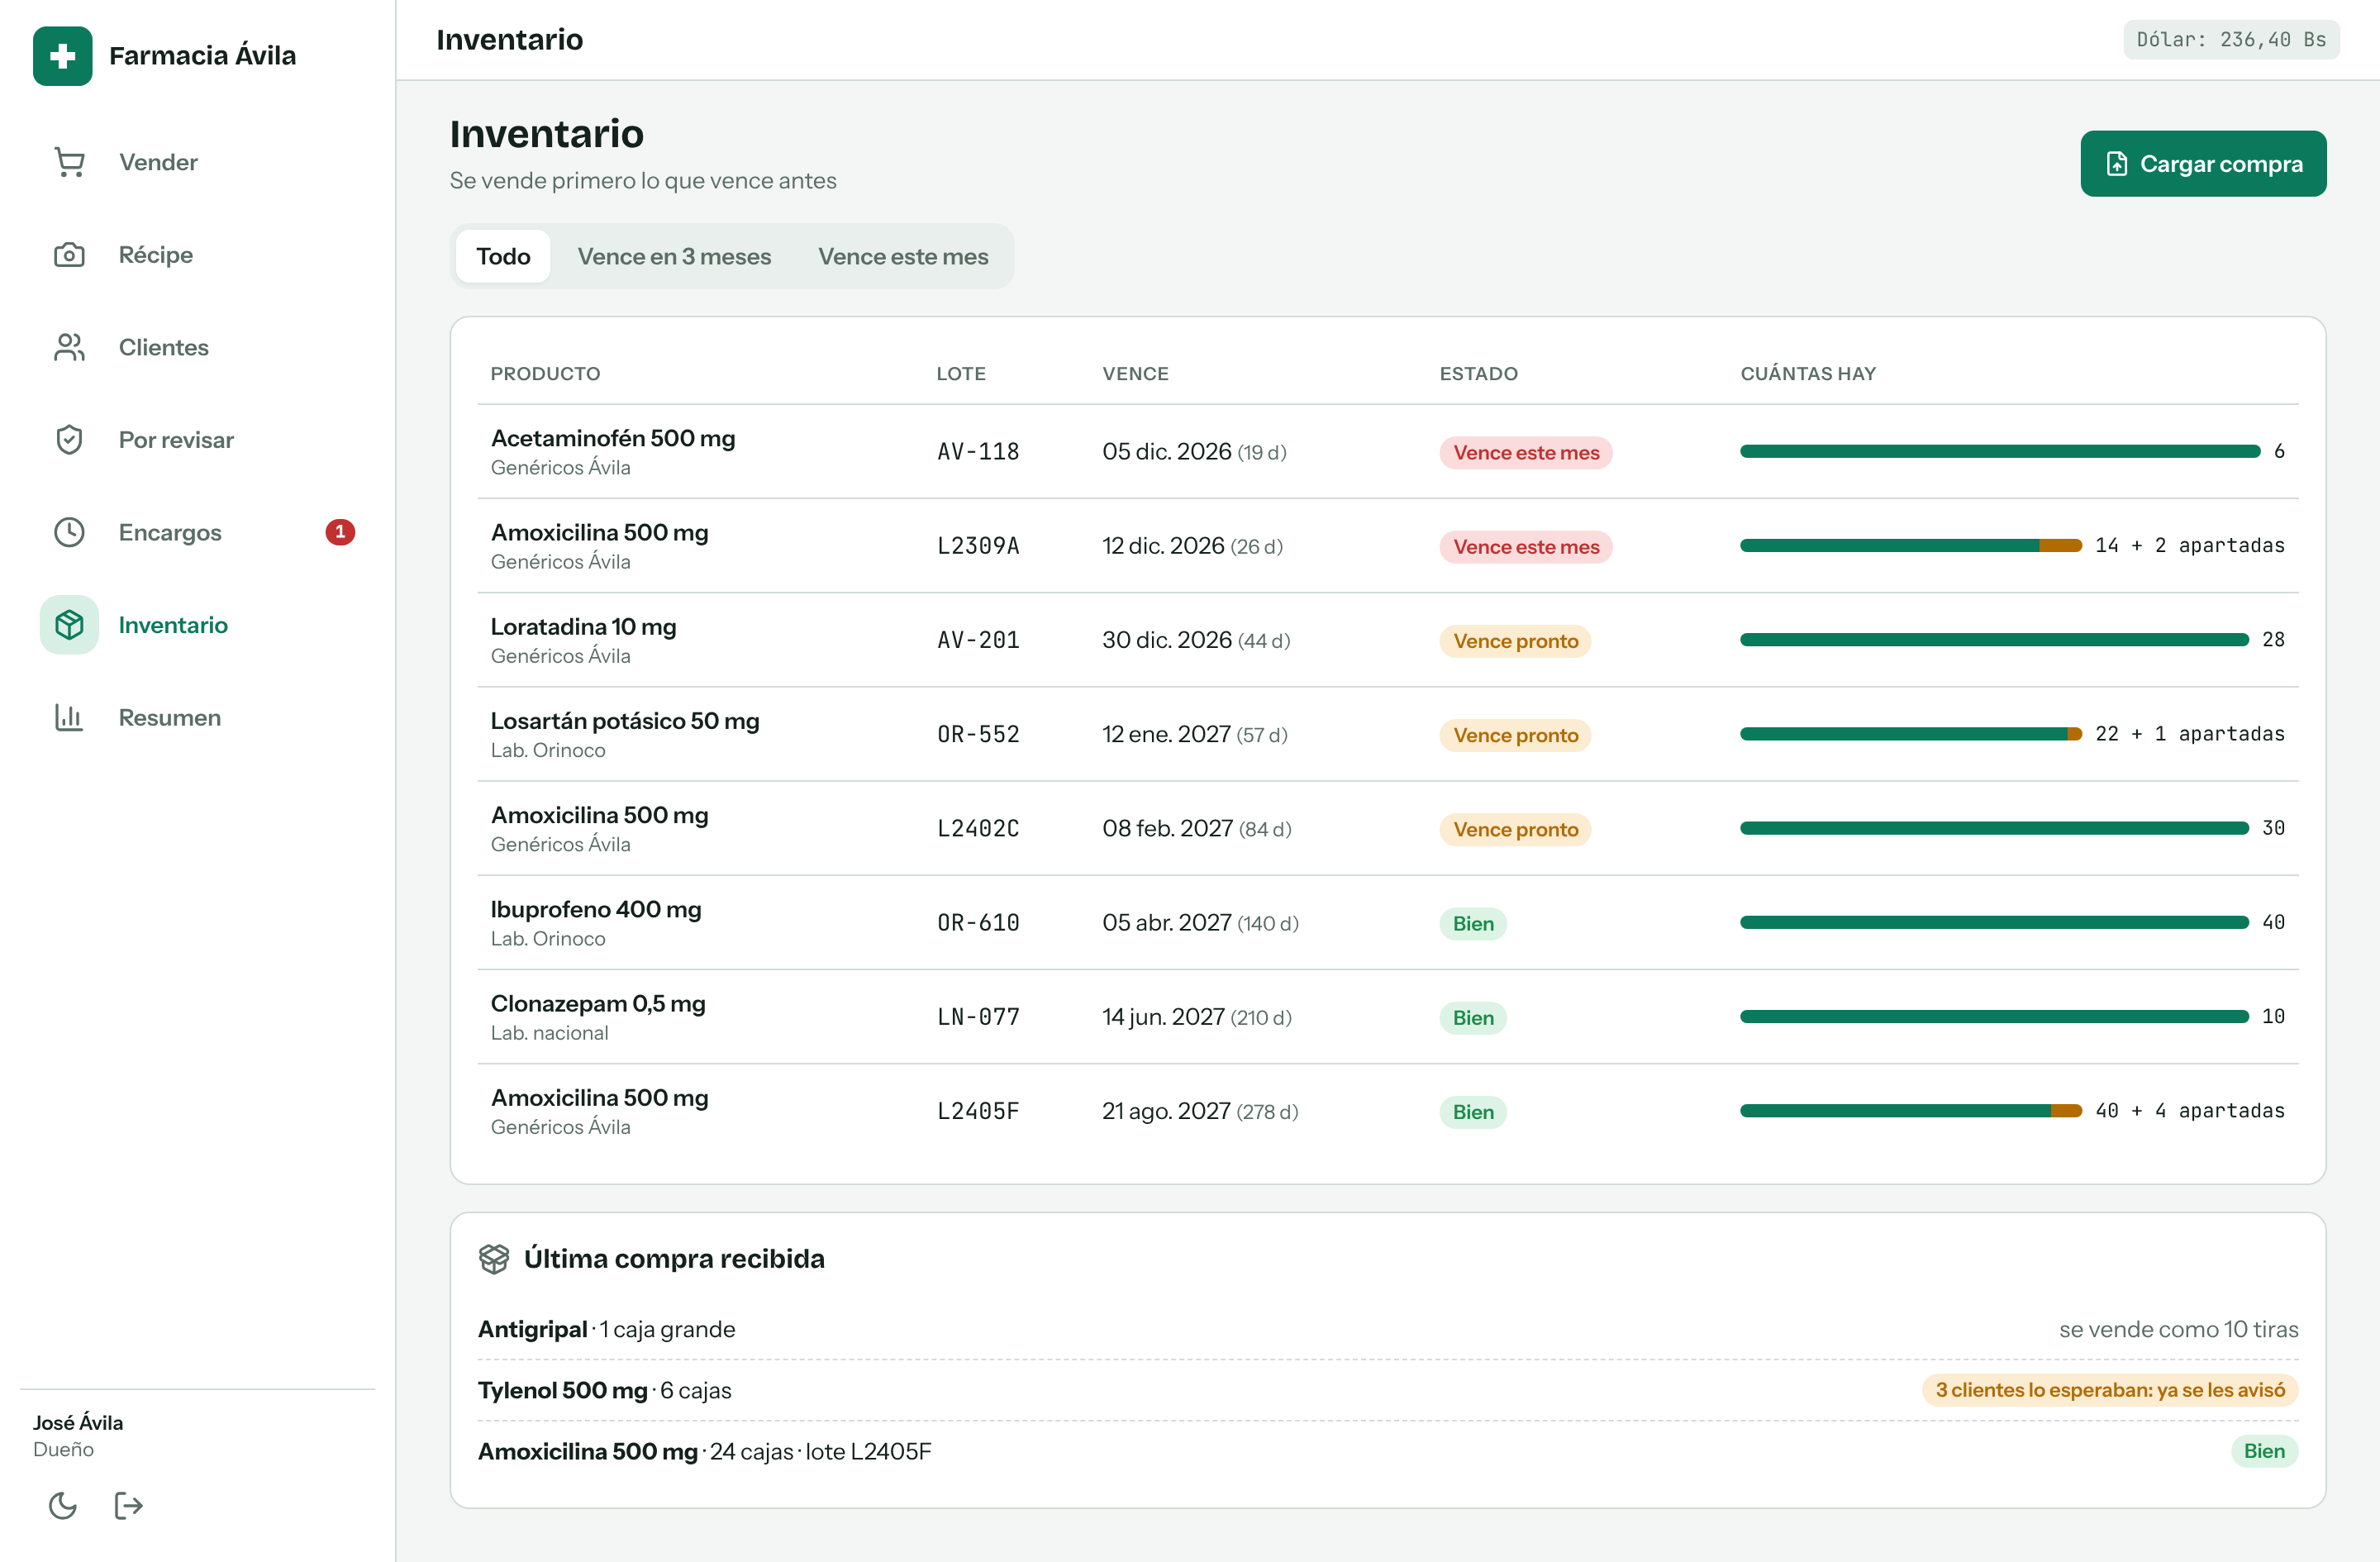 Farmacia Ávila
Vender
Récipe
Clientes
Por revisar
Encargos 1
Inventario
Resumen
José Ávila
Dueño
Inventario
Dólar: 236,40 Bs
Inventario
Se vende primero lo que vence antes
Cargar compra
Todo Vence en 3 meses Vence este mes
PRODUCTO LOTE VENCE ESTADO CUÁNTAS HAY
Acetaminofén 500 mg
Genéricos Ávila
AV-118 05 dic. 2026 (19 d) Vence este mes 6
Amoxicilina 500 mg
Genéricos Ávila
L2309A 12 dic. 2026 (26 d) Vence este mes 14 + 2 apartadas
Loratadina 10 mg
Genéricos Ávila
AV-201 30 dic. 2026 (44 d) Vence pronto 28
Losartán potásico 50 mg
Lab. Orinoco
OR-552 12 ene. 2027 (57 d) Vence pronto 22 + 1 apartadas
Amoxicilina 500 mg
Genéricos Ávila
L2402C 08 feb. 2027 (84 d) Vence pronto 30
Ibuprofeno 400 mg
Lab. Orinoco
OR-610 05 abr. 2027 (140 d) Bien 40
Clonazepam 0,5 mg
Lab. nacional
LN-077 14 jun. 2027 (210 d) Bien 10
Amoxicilina 500 mg
Genéricos Ávila
L2405F 21 ago. 2027 (278 d) Bien 40 + 4 apartadas
Última compra recibida
Antigripal · 1 caja grande se vende como 10 tiras
Tylenol 500 mg · 6 cajas 3 clientes lo esperaban: ya se les avisó
Amoxicilina 500 mg · 24 cajas · lote L2405F Bien